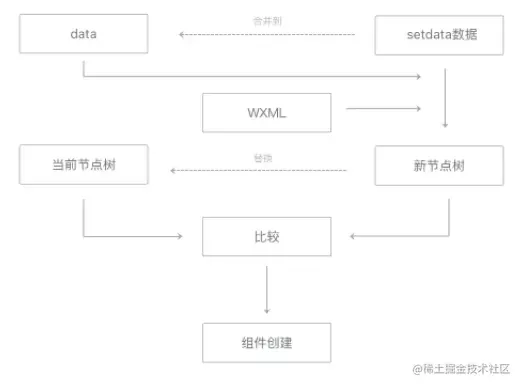 data
合并到
setdata数据
WXML
当前节点树
替换
新节点树
比较
组件创建
@稀土掘金技术社区